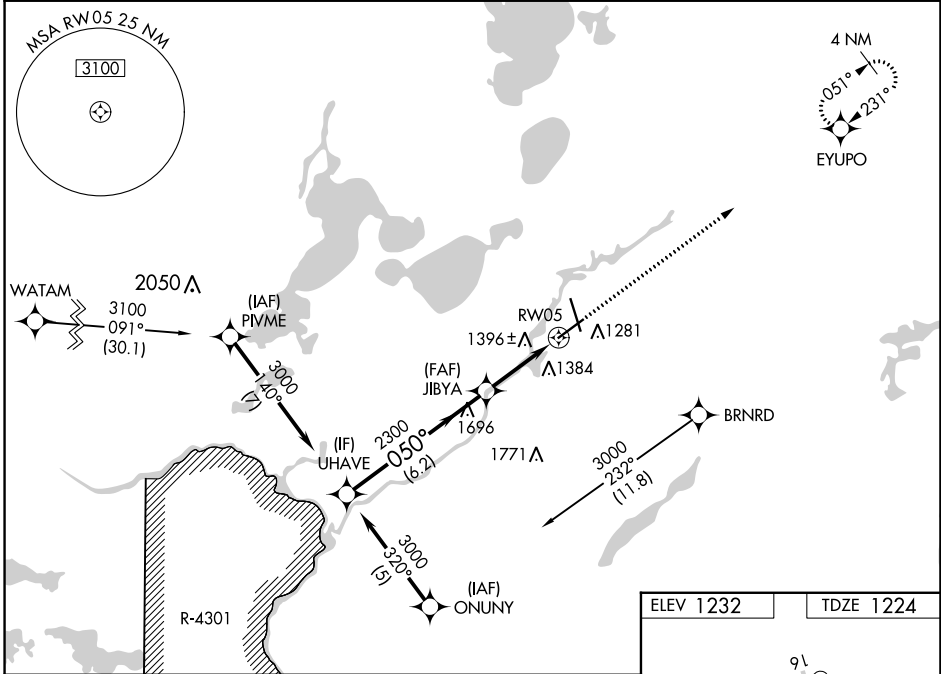 MSA RW05 25 NM
3100
4 NM
051°
231°
EYUPO
WATAM
3100
091°
(30.1)
2050
(IAF)
PIVME
3000
140°
(7)
RW05
1396±
1281
1384
(FAF)
JIBYA
1696
(IF)
UHAVE
2300
050°
(6.2)
1771
BRNRD
3000
232°
(11.8)
3000
320°
(5)
(IAF)
ONUNY
R-4301
ELEV 1232
TDZE 1224
16